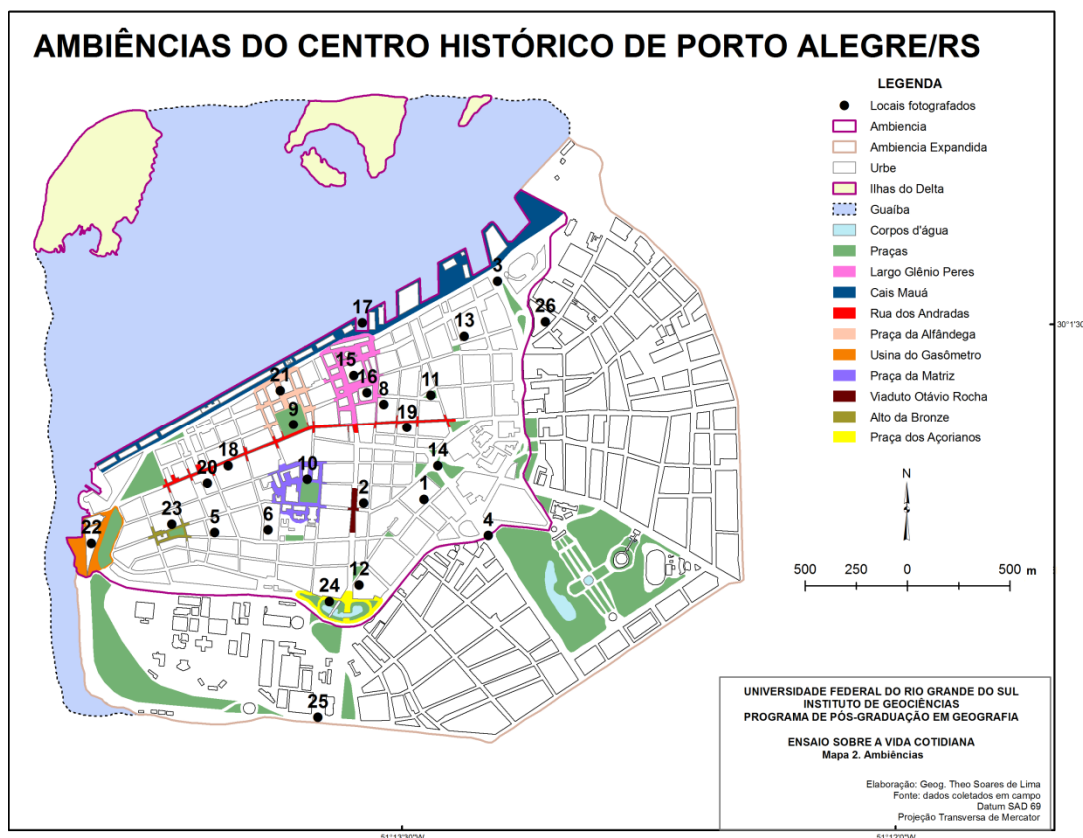 AMBIÊNCIAS DO CENTRO HISTÓRICO DE PORTO ALEGRE/RS
LEGENDA
Locais fotografados
Ambiencia
Ambiencia Expandida
Urbe
Ilhas do Delta
Guaíba
Corpos d'água
Praças
Largo Glênio Peres
Cais Mauá
Rua dos Andradas
Praça da Alfândega
Usina do Gasômetro
Praça da Matriz
Viaduto Otávio Rocha
Alto da Bronze
Praça dos Açorianos
3
17
26
13
15
21
16
8
11
9
19
18
14
20
10
2
1
23
6
5
22
4
12
24
25
30°1'30
N
500 250 0 500 m
UNIVERSIDADE FEDERAL DO RIO GRANDE DO SUL
INSTITUTO DE GEOCIÊNCIAS
PROGRAMA DE PÓS-GRADUAÇÃO EM GEOGRAFIA
ENSAIO SOBRE A VIDA COTIDIANA
Mapa 2. Ambiências
Elaboração: Geog. Theo Soares de Lima
Fonte: dados coletados em campo
Datum SAD 69
Projeção Transversa de Mercator
51°13'30"W
51°12'0"W